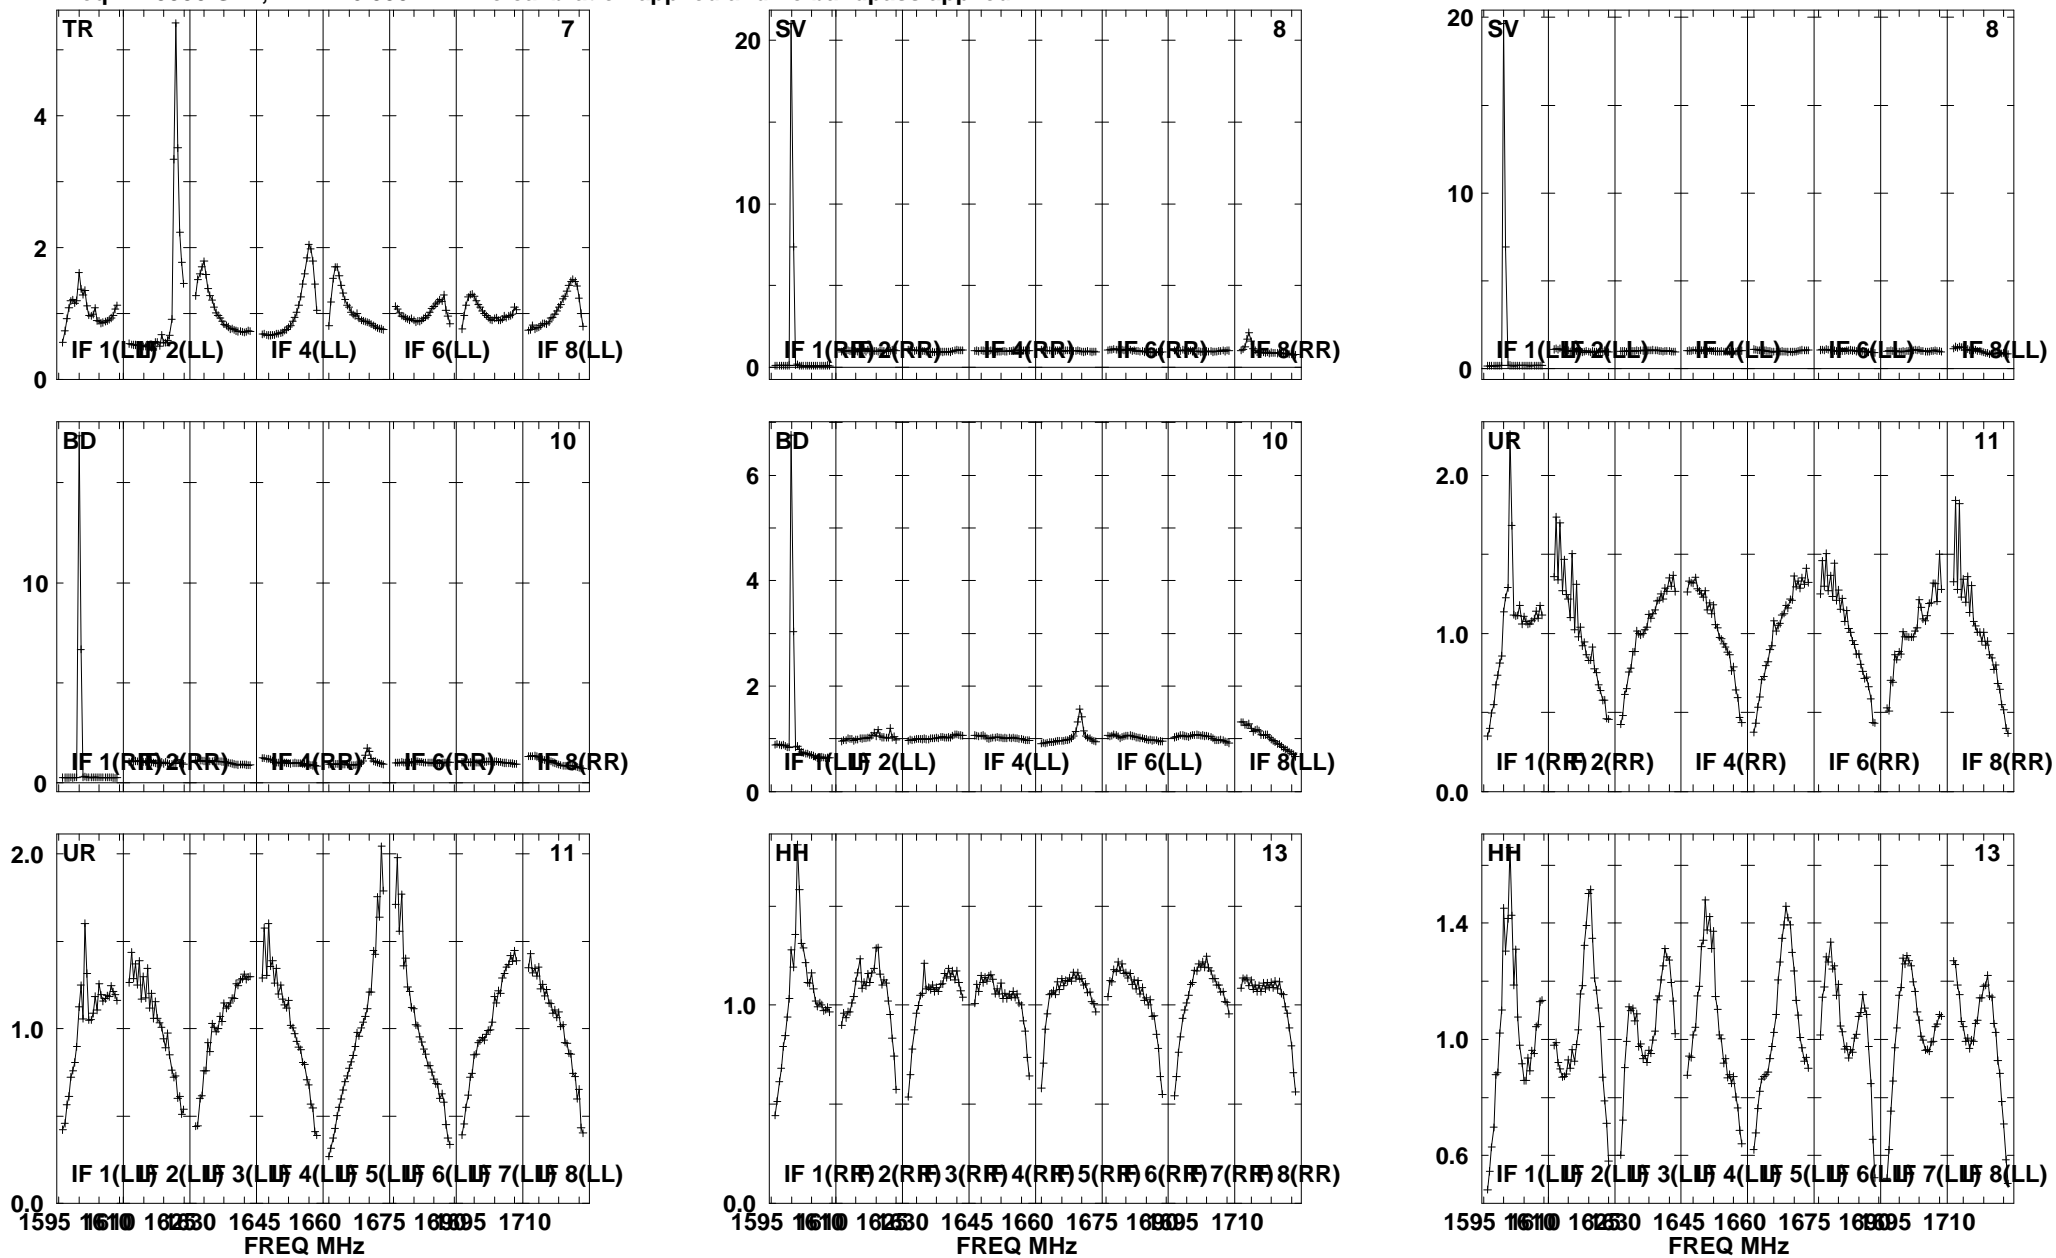 TR 7
4
2
0
IF 1(LL) IF 2(LL) IF 4(LL) IF 6(LL) IF 8(LL)
SV 8
20
10
0
IF 1(RR) IF 2(RR) IF 4(RR) IF 6(RR) IF 8(RR)
SV 8
20
10
0
IF 1(LL) IF 2(LL) IF 4(LL) IF 6(LL) IF 8(LL)
BD 10
10
0
IF 1(RR) IF 2(RR) IF 4(RR) IF 6(RR) IF 8(RR)
BD 10
6
4
2
0
IF 1(LL) IF 2(LL) IF 4(LL) IF 6(LL) IF 8(LL)
UR 11
2.0
1.0
0.0
IF 1(RR) IF 2(RR) IF 4(RR) IF 6(RR) IF 8(RR)
UR 11
2.0
1.0
0.0
IF 1(LL) IF 2(LL) IF 3(LL) IF 4(LL) IF 5(LL) IF 6(LL) IF 7(LL) IF 8(LL)
1595 1610 1625 1630 1645 1660 1675 1690 1695 1710
FREQ MHz
HH 13
1.0
0.0
IF 1(RR) IF 2(RR) IF 3(RR) IF 4(RR) IF 5(RR) IF 6(RR) IF 7(RR) IF 8(RR)
1595 1610 1625 1630 1645 1660 1675 1690 1695 1710
FREQ MHz
HH 13
1.4
1.0
0.6
IF 1(LL) IF 2(LL) IF 3(LL) IF 4(LL) IF 5(LL) IF 6(LL) IF 7(LL) IF 8(LL)
1595 1610 1625 1630 1645 1660 1675 1690 1695 1710
FREQ MHz